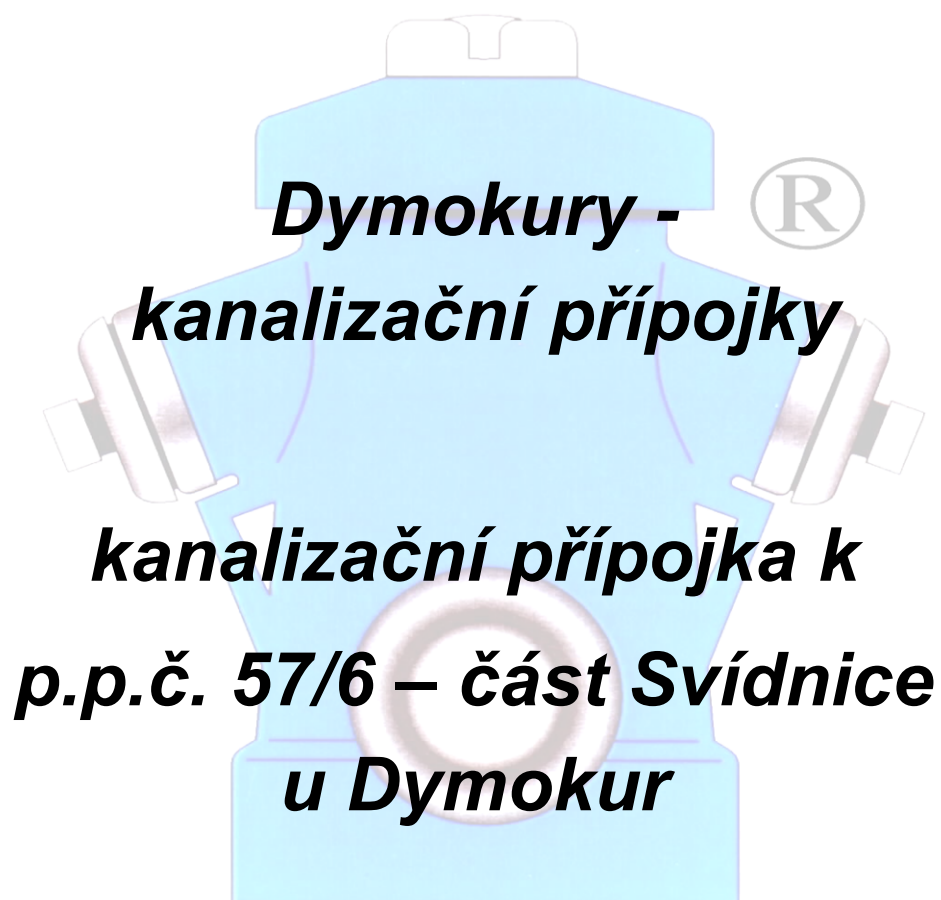 Dymokury -
®
kanalizační přípojky
kanalizační přípojka k
p.p.č. 57/6 – část Svídnice
u Dymokur